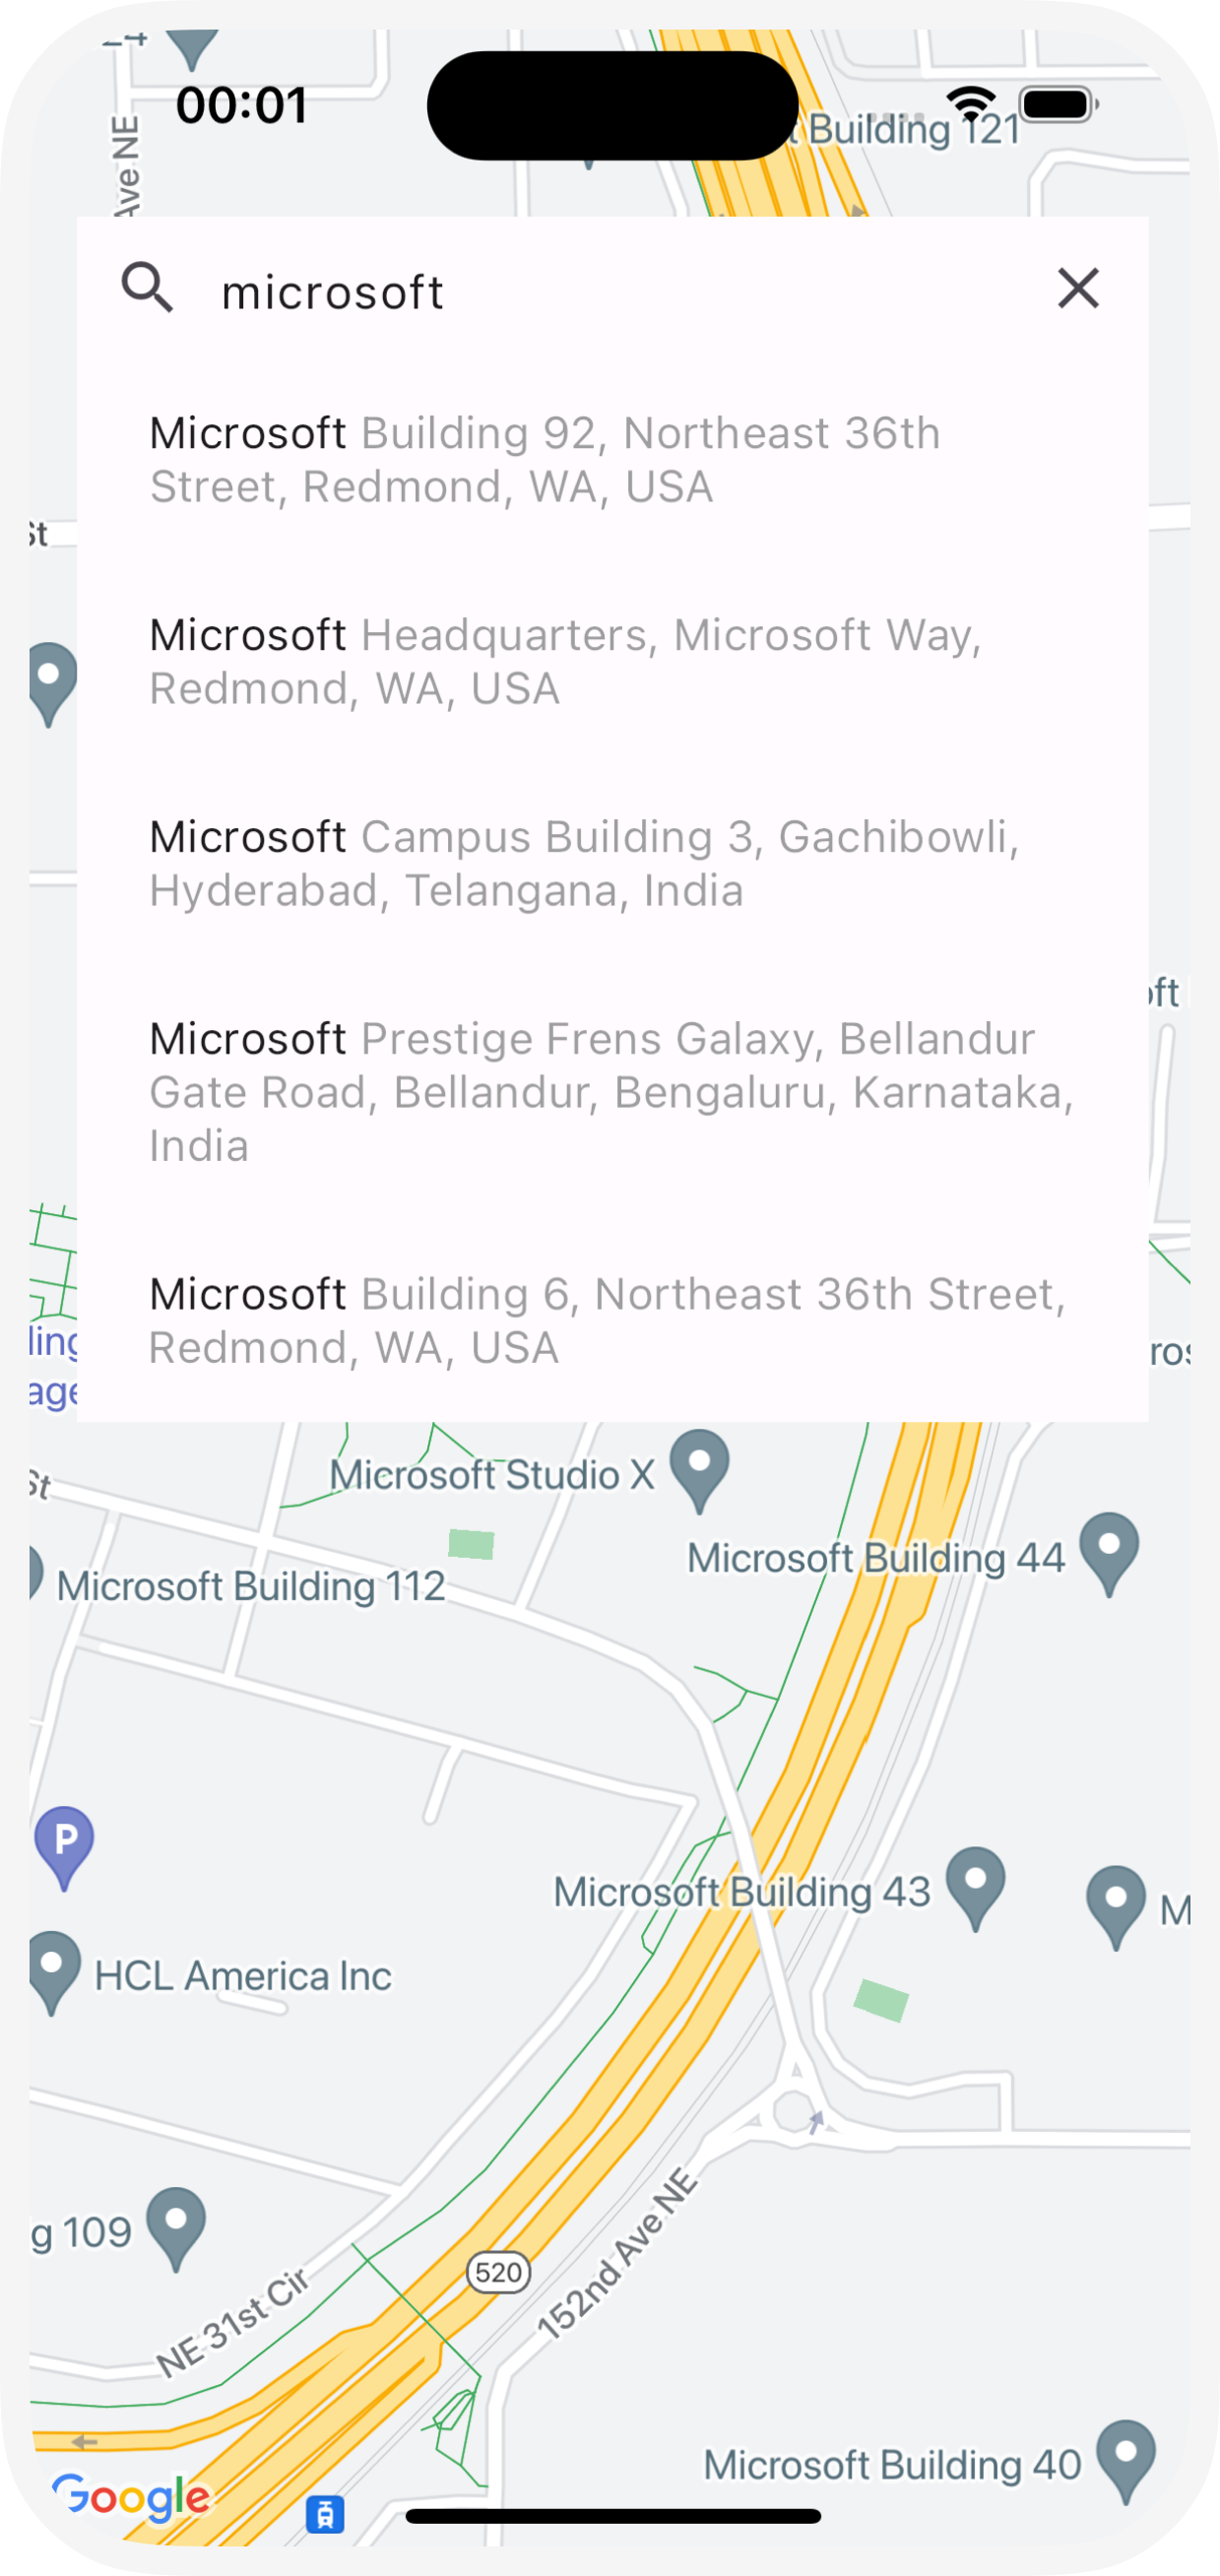 00:01
Building 121
Ave NE
microsoft
Microsoft Building 92, Northeast 36th
Street, Redmond, WA, USA
St
Microsoft Headquarters, Microsoft Way,
Redmond, WA, USA
Microsoft Campus Building 3, Gachibowli,
Hyderabad, Telangana, India
Microsoft Prestige Frens Galaxy, Bellandur
Gate Road, Bellandur, Bengaluru, Karnataka,
India
Microsoft Building 6, Northeast 36th Street,
Redmond, WA, USA
Microsoft Studio X
St
Microsoft Building 44
Microsoft Building 112
P
Microsoft Building 43
M
HCL America Inc
g 109
520
152nd Ave NE
NE 31st Cir
Microsoft Building 40
Google